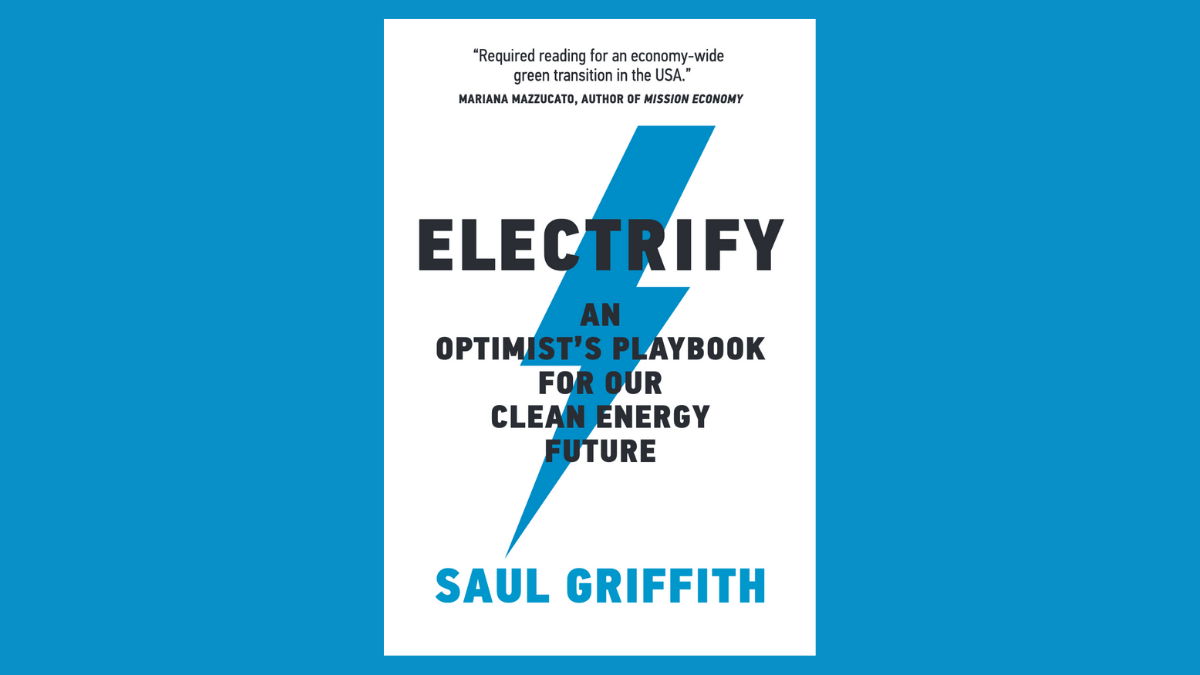 “Required reading for an economy-wide
green transition in the USA.”
MARIANA MAZZUCATO, AUTHOR OF MISSION ECONOMY
ELECTRIFY
AN
OPTIMIST’S PLAYBOOK
FOR OUR
CLEAN ENERGY
FUTURE
SAUL GRIFFITH